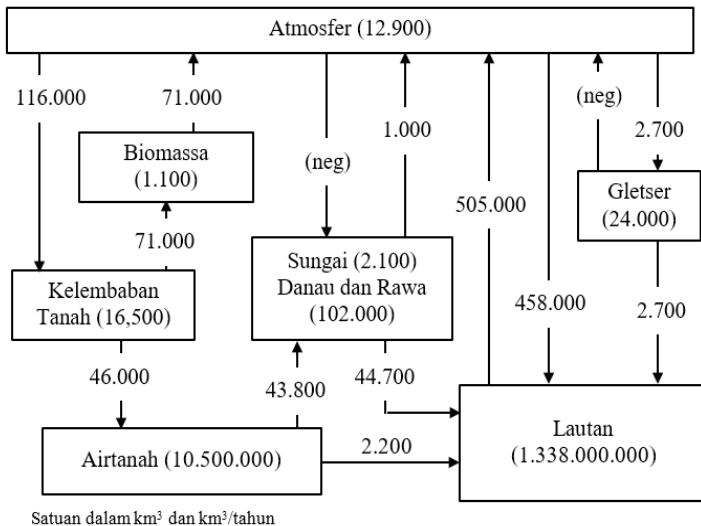 Atmosfer (12.900)
116.000
71.000
(neg)
1.000
505.000
458.000
(neg)
2.700
Biomassa
(1.100)
71.000
Gletser
(24.000)
2.700
Kelembaban
Tanah (16,500)
Sungai (2.100)
Danau dan Rawa
(102.000)
46.000
43.800
44.700
Airtanah (10.500.000)
2.200
Lautan
(1.338.000.000)
Satuan dalam km³ dan km³/tahun